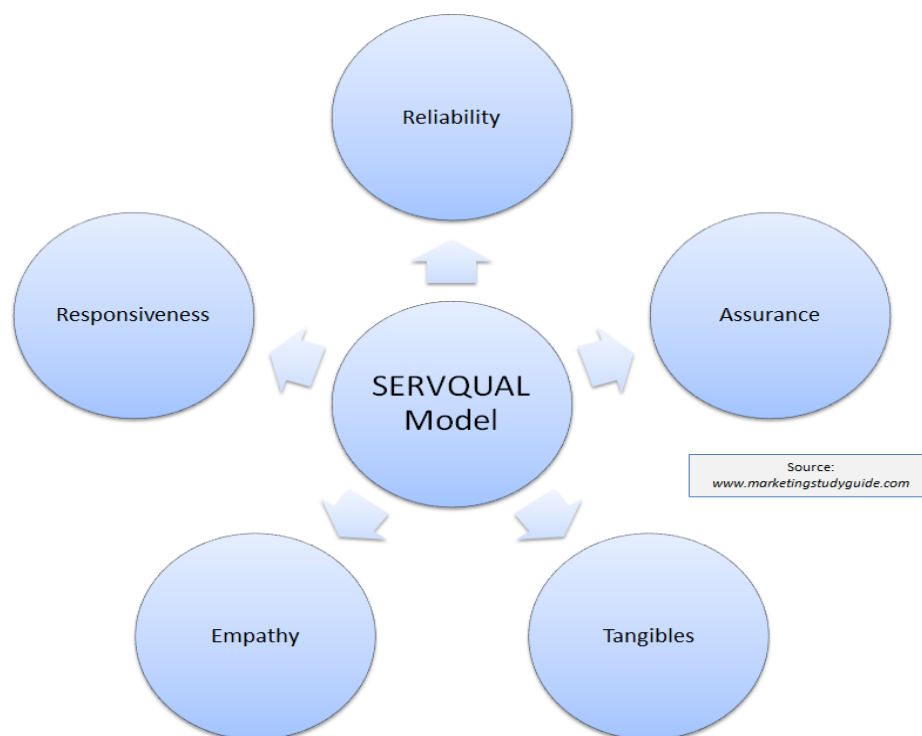 Reliability
Responsiveness
Assurance
SERVQUAL
Model
Source:
www.marketingstudyguide.com
Empathy
Tangibles